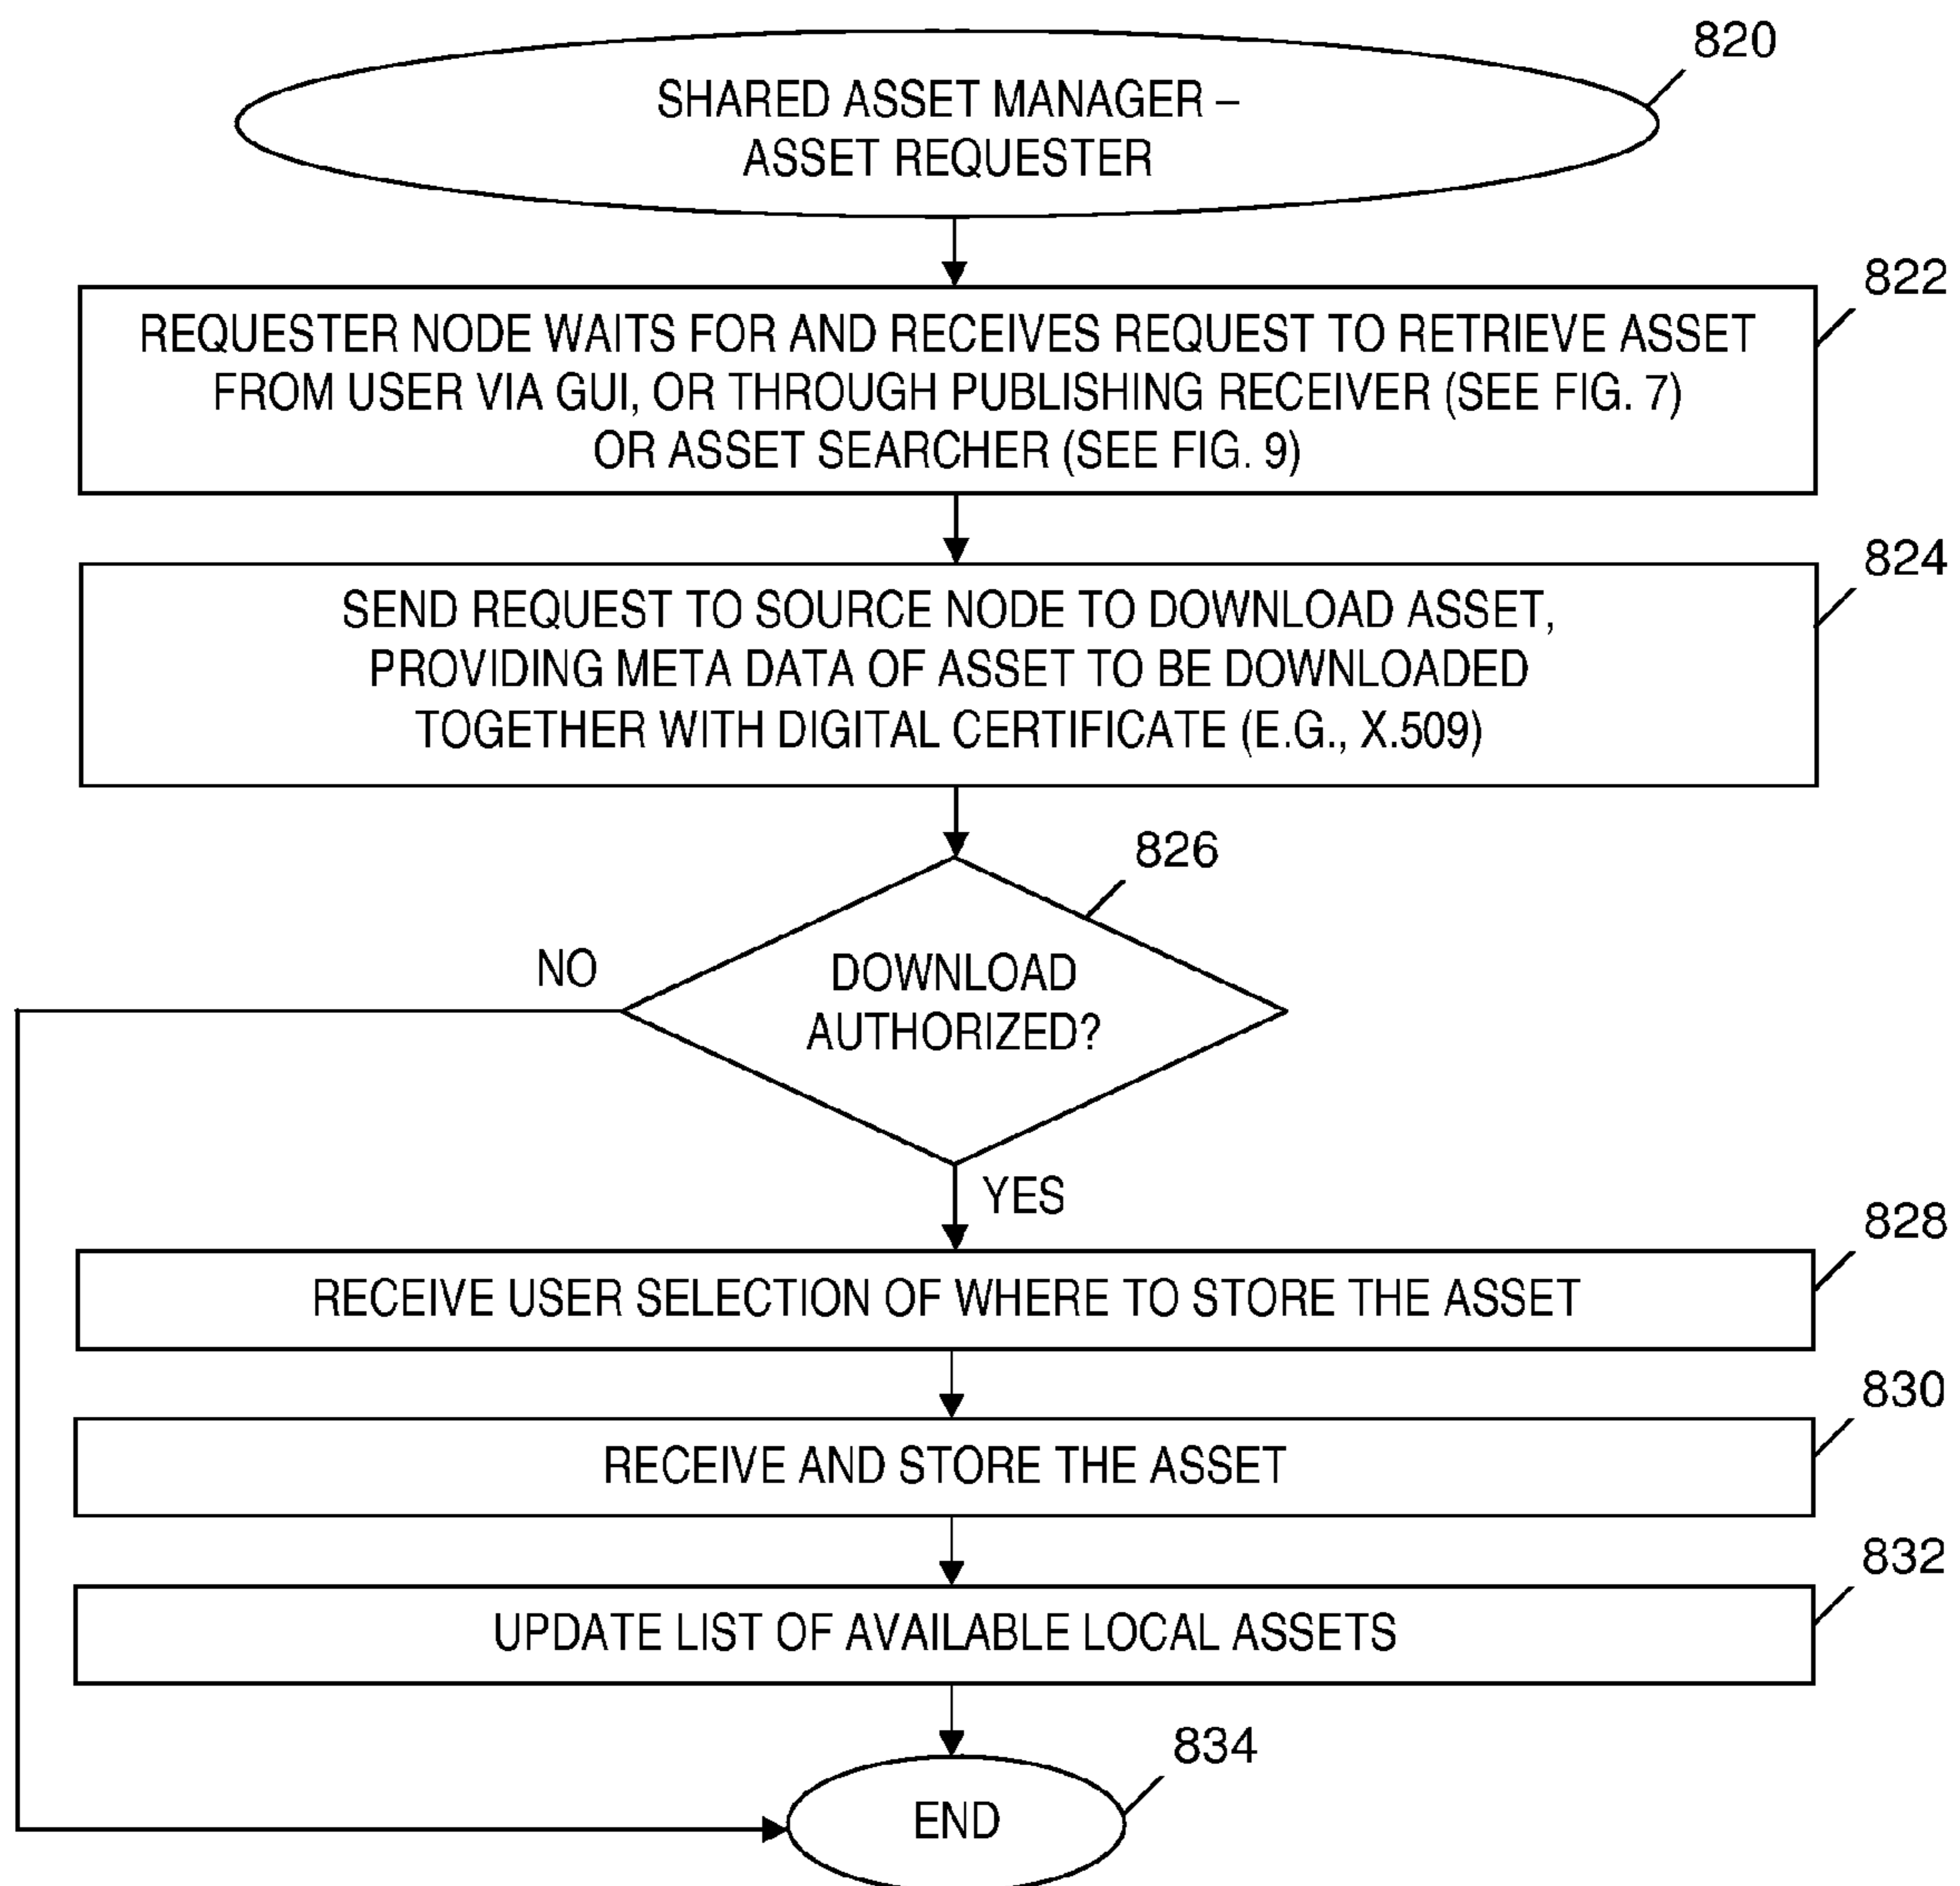 820
SHARED ASSET MANAGER –
ASSET REQUESTER
822
REQUESTER NODE WAITS FOR AND RECEIVES REQUEST TO RETRIEVE ASSET
FROM USER VIA GUI, OR THROUGH PUBLISHING RECEIVER (SEE FIG. 7)
OR ASSET SEARCHER (SEE FIG. 9)
824
SEND REQUEST TO SOURCE NODE TO DOWNLOAD ASSET,
PROVIDING META DATA OF ASSET TO BE DOWNLOADED
TOGETHER WITH DIGITAL CERTIFICATE (E.G., X.509)
826
NO
DOWNLOAD
AUTHORIZED?
YES
828
RECEIVE USER SELECTION OF WHERE TO STORE THE ASSET
830
RECEIVE AND STORE THE ASSET
832
UPDATE LIST OF AVAILABLE LOCAL ASSETS
834
END